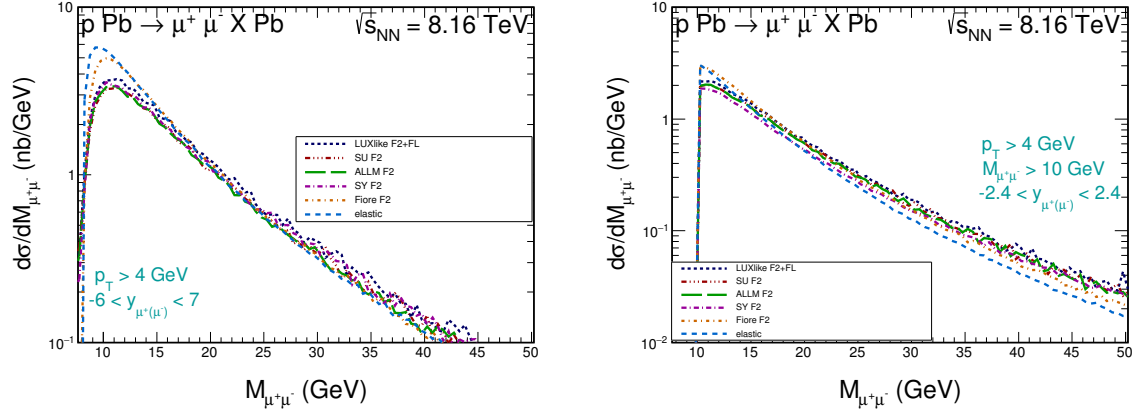 p Pb → μ⁺ μ⁻ X Pb √s_NN = 8.16 TeV
dσ/dM_μ⁺μ⁻ (nb/GeV)
10
1
10⁻¹
LUXlike F2+FL
SU F2
ALLM F2
SY F2
Fiore F2
elastic
p_T > 4 GeV
-6 < y_μ⁺(μ⁻) < 7
10 15 20 25 30 35 40 45 50
M_μ⁺μ⁻ (GeV)
p Pb → μ⁺ μ⁻ X Pb √s_NN = 8.16 TeV
dσ/dM_μ⁺μ⁻ (nb/GeV)
10
1
10⁻¹
10⁻²
p_T > 4 GeV
M_μ⁺μ⁻ > 10 GeV
-2.4 < y_μ⁺(μ⁻) < 2.4
LUXlike F2+FL
SU F2
ALLM F2
SY F2
Fiore F2
elastic
10 15 20 25 30 35 40 45 50
M_μ⁺μ⁻ (GeV)